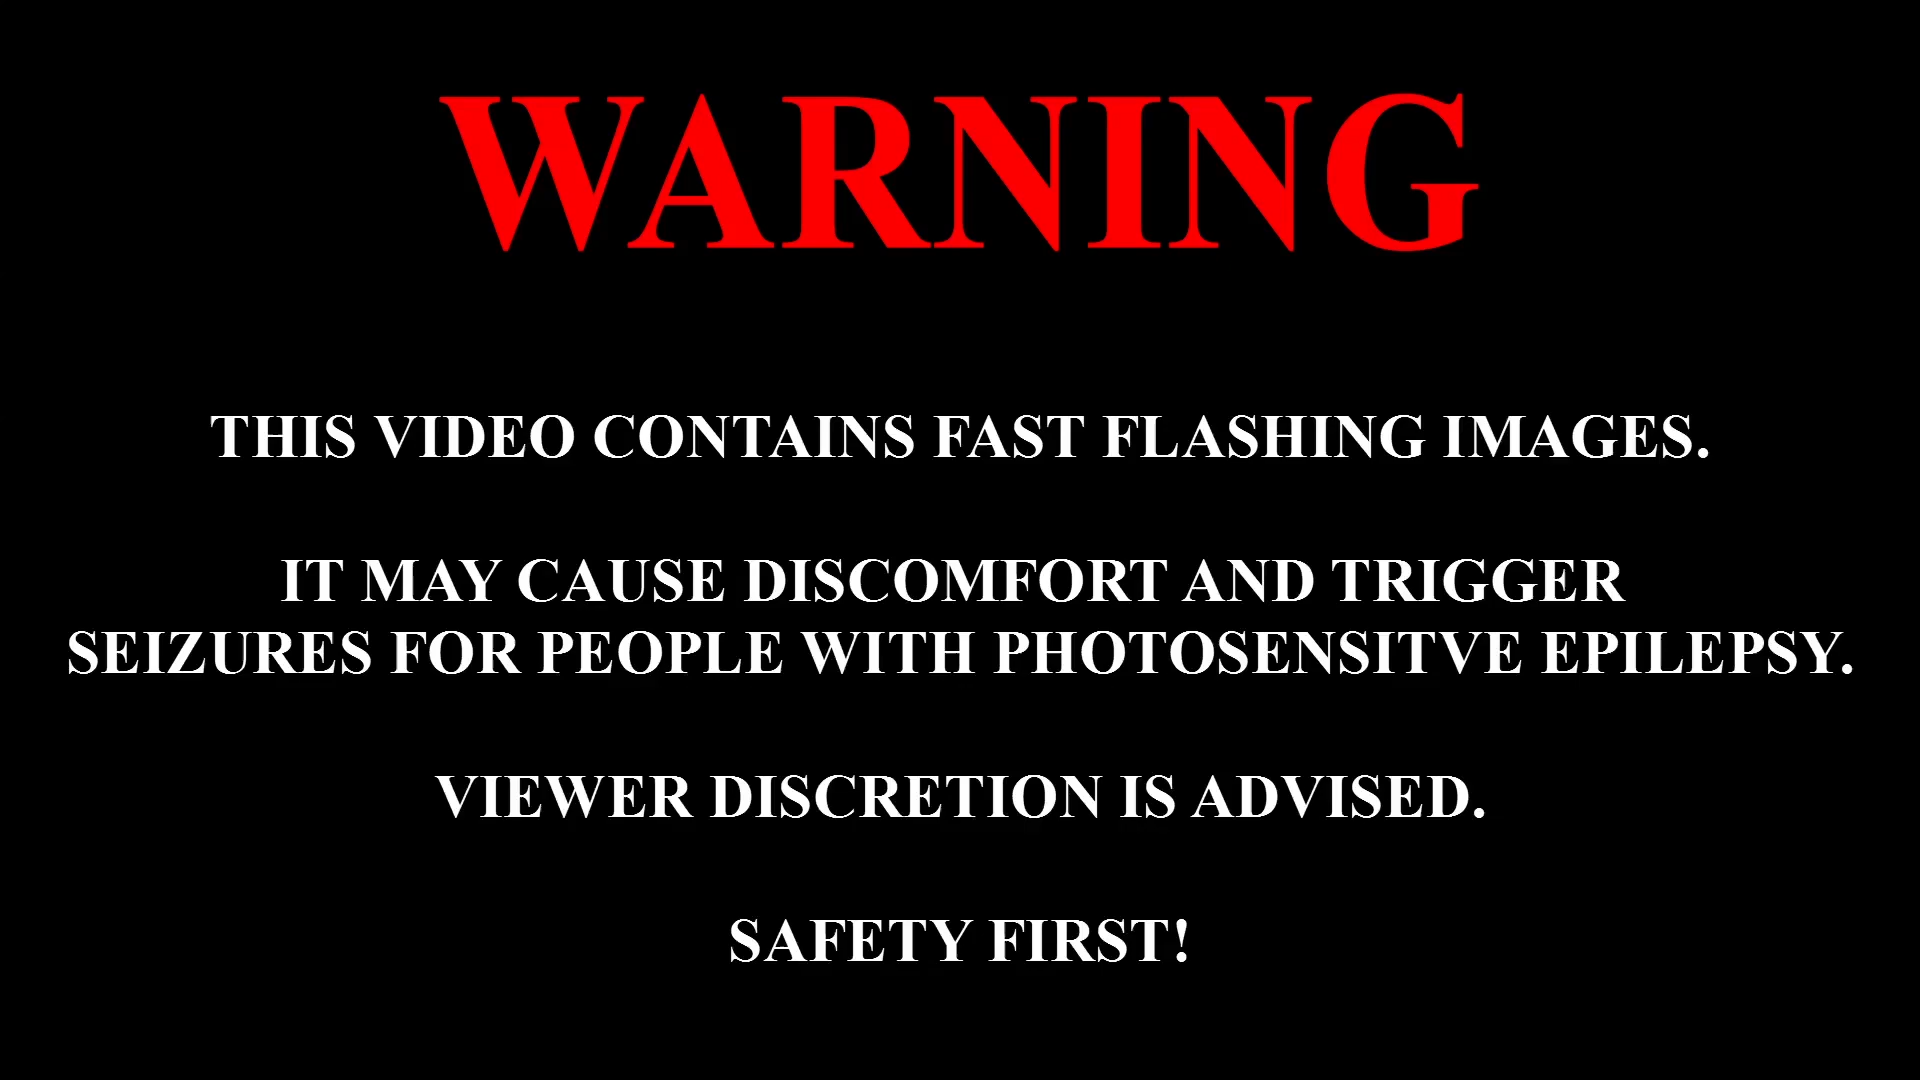 WARNING
THIS VIDEO CONTAINS FAST FLASHING IMAGES.
IT MAY CAUSE DISCOMFORT AND TRIGGER
SEIZURES FOR PEOPLE WITH PHOTOSENSITVE EPILEPSY.
VIEWER DISCRETION IS ADVISED.
SAFETY FIRST!